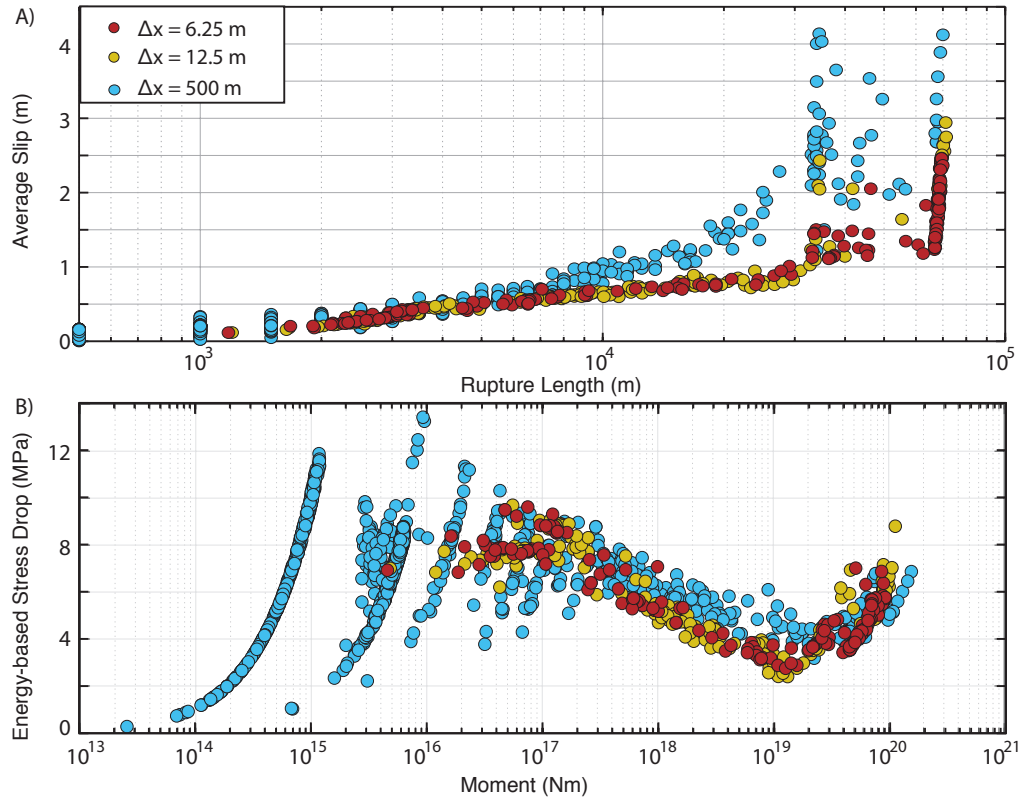 A)
Δx = 6.25 m
Δx = 12.5 m
Δx = 500 m
4
3
2
1
0
Average Slip (m)
10³
10⁴
10⁵
Rupture Length (m)
B)
12
8
4
0
Energy-based Stress Drop (MPa)
10¹³
10¹⁴
10¹⁵
10¹⁶
10¹⁷
10¹⁸
10¹⁹
10²⁰
10²¹
Moment (Nm)